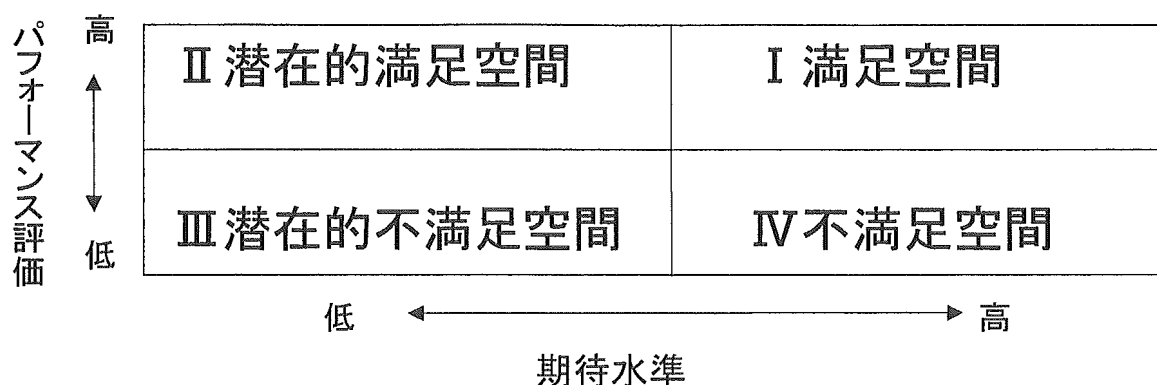 パフォーマンス評価
高
低
Ⅱ潜在的満足空間
Ⅰ 満足空間
Ⅲ潜在的不満足空間
Ⅳ不満足空間
低
高
期待水準